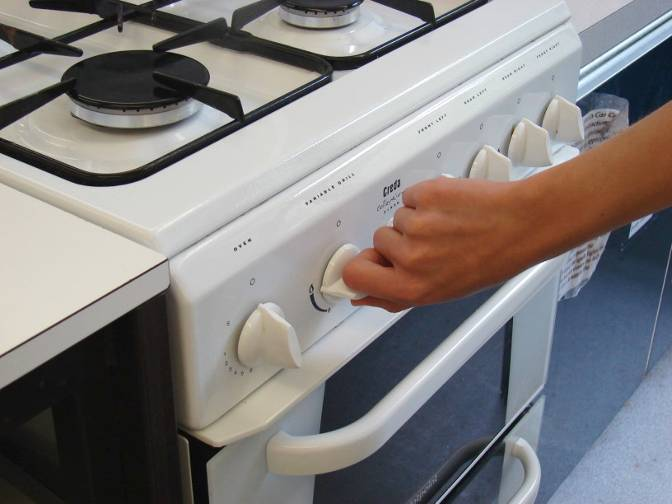 OVEN
VARIABLE GRILL
Creda
FRONT LEFT
REAR LEFT
REAR RIGHT
FRONT RIGHT